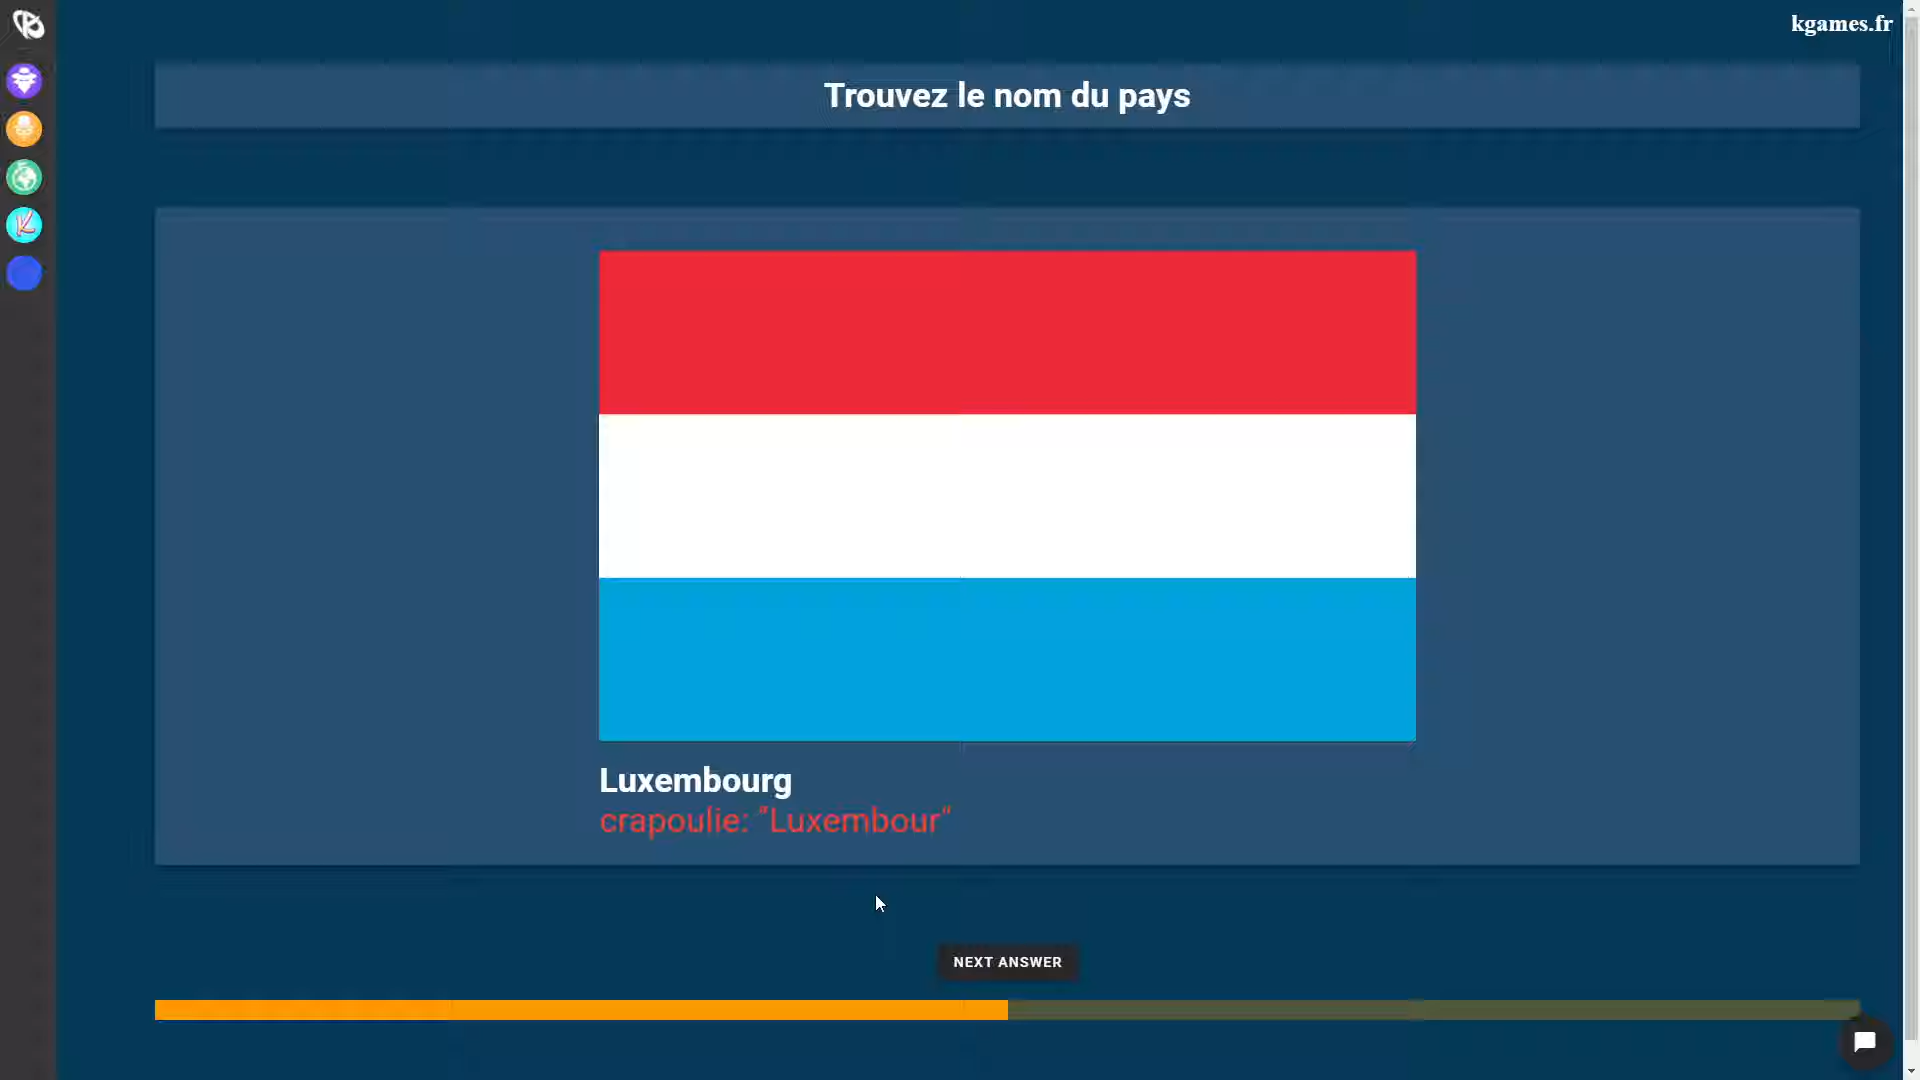 kgames.fr
Trouvez le nom du pays
Luxembourg
crapoulie: "Luxembour"
NEXT ANSWER